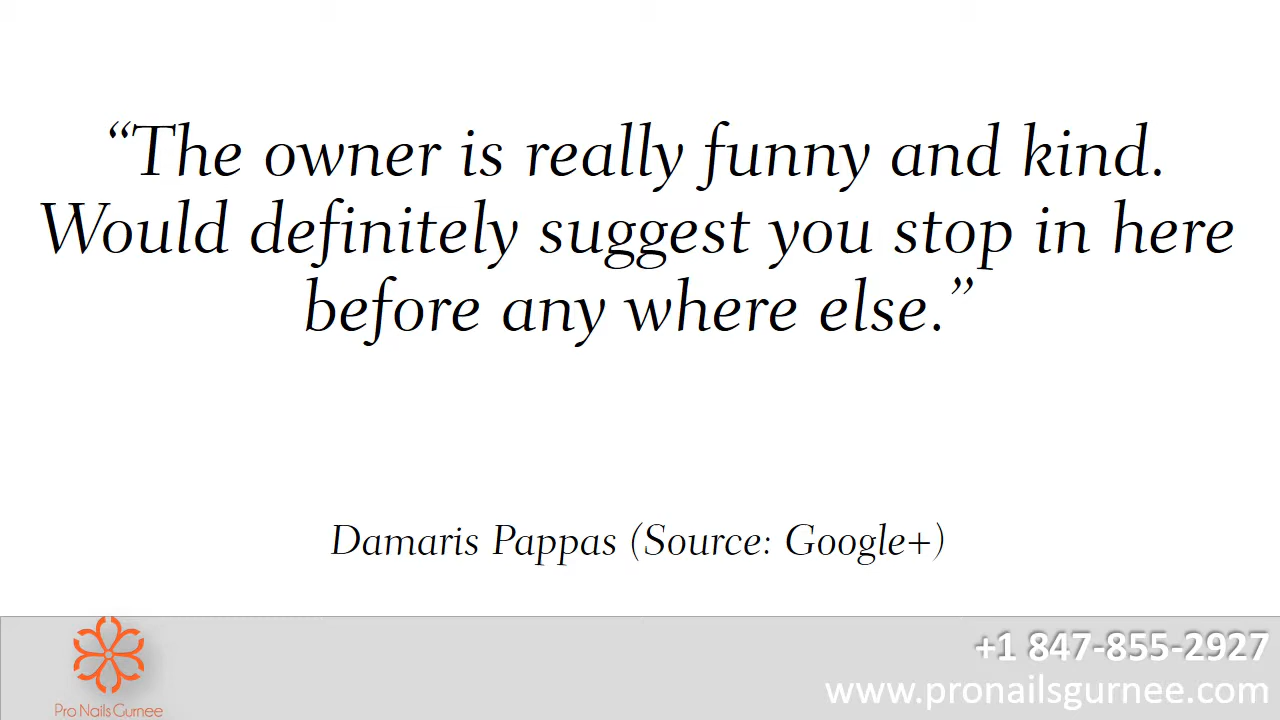 “The owner is really funny and kind.
Would definitely suggest you stop in here
before any where else.”
Damaris Pappas (Source: Google+)
Pro Nails Gurnee
+1 847-855-2927
www.pronailsgurnee.com